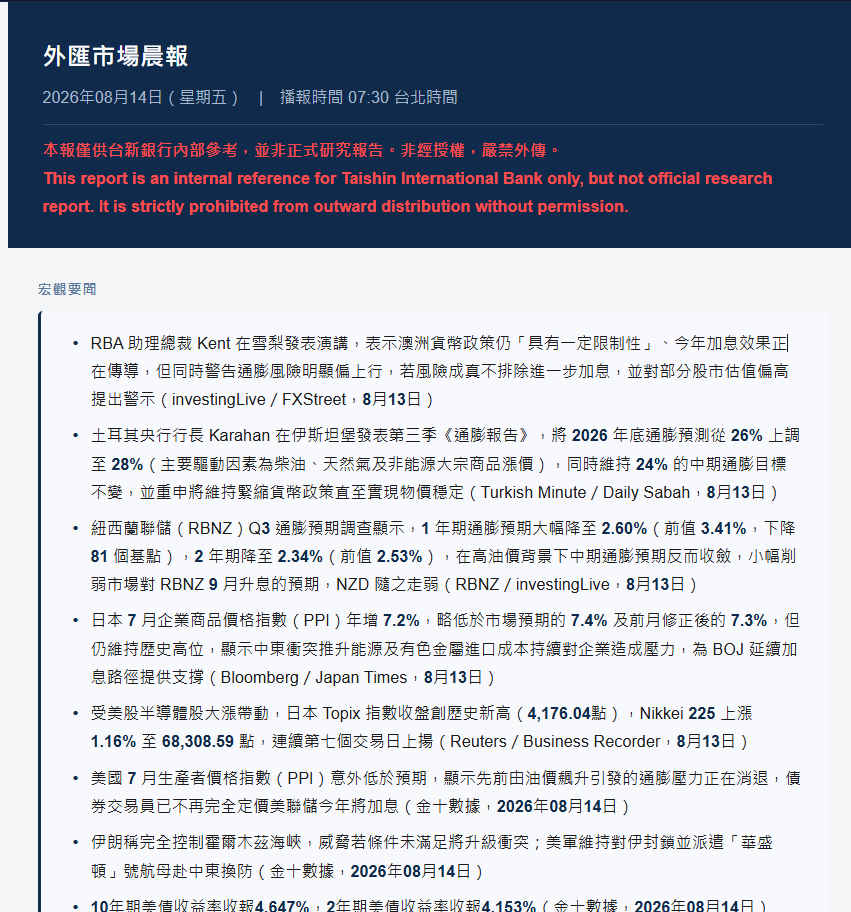 外匯市場晨報
2026年08月14日（星期五） | 播報時間 07:30 台北時間
本報僅供台新銀行內部參考，並非正式研究報告。非經授權，嚴禁外傳。
This report is an internal reference for Taishin International Bank only, but not official research
report. It is strictly prohibited from outward distribution without permission.
宏觀要聞
• RBA 助理總裁 Kent 在雪梨發表演講，表示澳洲貨幣政策仍「具有一定限制性」、今年加息效果正
在傳導，但同時警告通膨風險明顯偏上行，若風險成真不排除進一步加息，並對部分股市估值偏高
提出警示（investingLive / FXStreet，8月13日）
• 土耳其央行行長 Karahan 在伊斯坦堡發表第三季《通膨報告》，將 2026 年底通膨預測從 26% 上調
至 28%（主要驅動因素為柴油、天然氣及非能源大宗商品漲價），同時維持 24% 的中期通膨目標
不變，並重申將維持緊縮貨幣政策直至實現物價穩定（Turkish Minute / Daily Sabah，8月13日）
• 紐西蘭聯儲（RBNZ）Q3 通膨預期調查顯示，1 年期通膨預期大幅降至 2.60%（前值 3.41%，下降
81 個基點），2 年期降至 2.34%（前值 2.53%），在高油價背景下中期通膨預期反而收斂，小幅削
弱市場對 RBNZ 9 月升息的預期，NZD 隨之走弱（RBNZ / investingLive，8月13日）
• 日本 7 月企業商品價格指數（PPI）年增 7.2%，略低於市場預期的 7.4% 及前月修正後的 7.3%，但
仍維持歷史高位，顯示中東衝突推升能源及有色金屬進口成本持續對企業造成壓力，為 BOJ 延續加
息路徑提供支撐（Bloomberg / Japan Times，8月13日）
• 受美股半導體股大漲帶動，日本 Topix 指數收盤創歷史新高（4,176.04點），Nikkei 225 上漲
1.16% 至 68,308.59 點，連續第七個交易日上揚（Reuters / Business Recorder，8月13日）
• 美國 7 月生產者價格指數（PPI）意外低於預期，顯示先前由油價飆升引發的通膨壓力正在消退，債
券交易員已不再完全定價美聯儲今年將加息（金十數據，2026年08月14日）
• 伊朗稱完全控制霍爾木茲海峽，威脅若條件未滿足將升級衝突；美軍維持對伊封鎖並派遣「華盛
頓」號航母赴中東換防（金十數據，2026年08月14日）
• 10年期美債收益率收報4.647%，2年期美債收益率收報4.153%（金十數據，2026年08月14日）